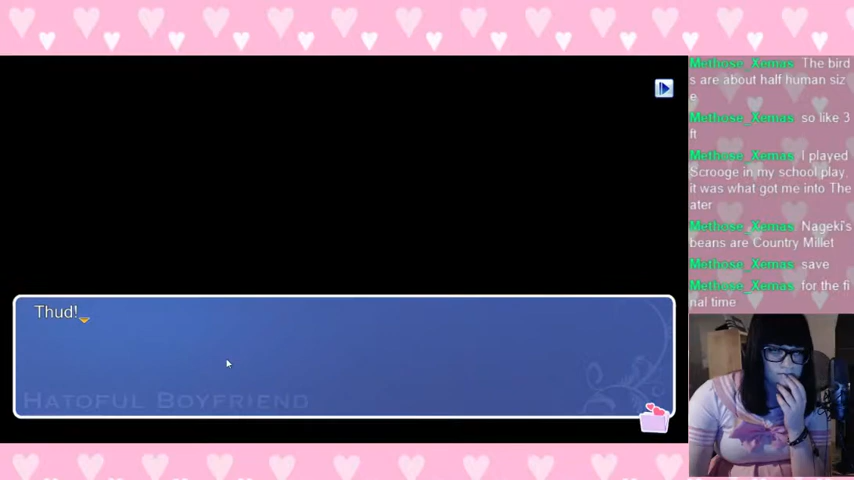 Methose_Xemas The bird
s are about half human siz
e
Methose_Xemas so like 3
ft
Methose_Xemas I played
Scrooge in my school play,
it was what got me into The
ater
Methose_Xemas Nageki's
beans are Country Millet
Methose_Xemas save
Methose_Xemas for the fi
nal time
Thud!
HATOFUL BOYFRIEND